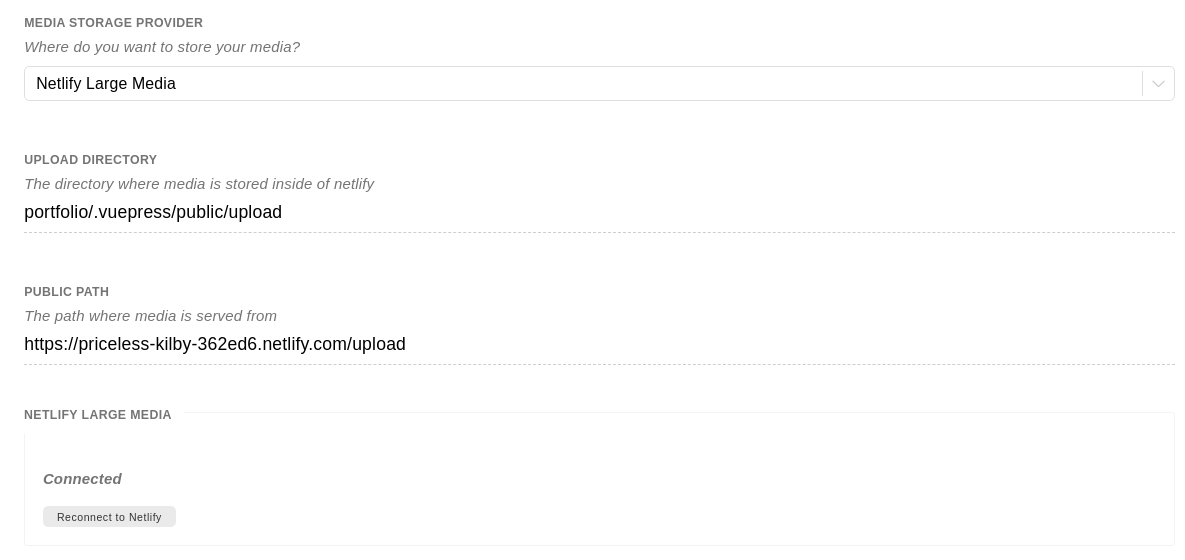 MEDIA STORAGE PROVIDER
Where do you want to store your media?
Netlify Large Media
UPLOAD DIRECTORY
The directory where media is stored inside of netlify
portfolio/.vuepress/public/upload
PUBLIC PATH
The path where media is served from
https://priceless-kilby-362ed6.netlify.com/upload
NETLIFY LARGE MEDIA
Connected
Reconnect to Netlify